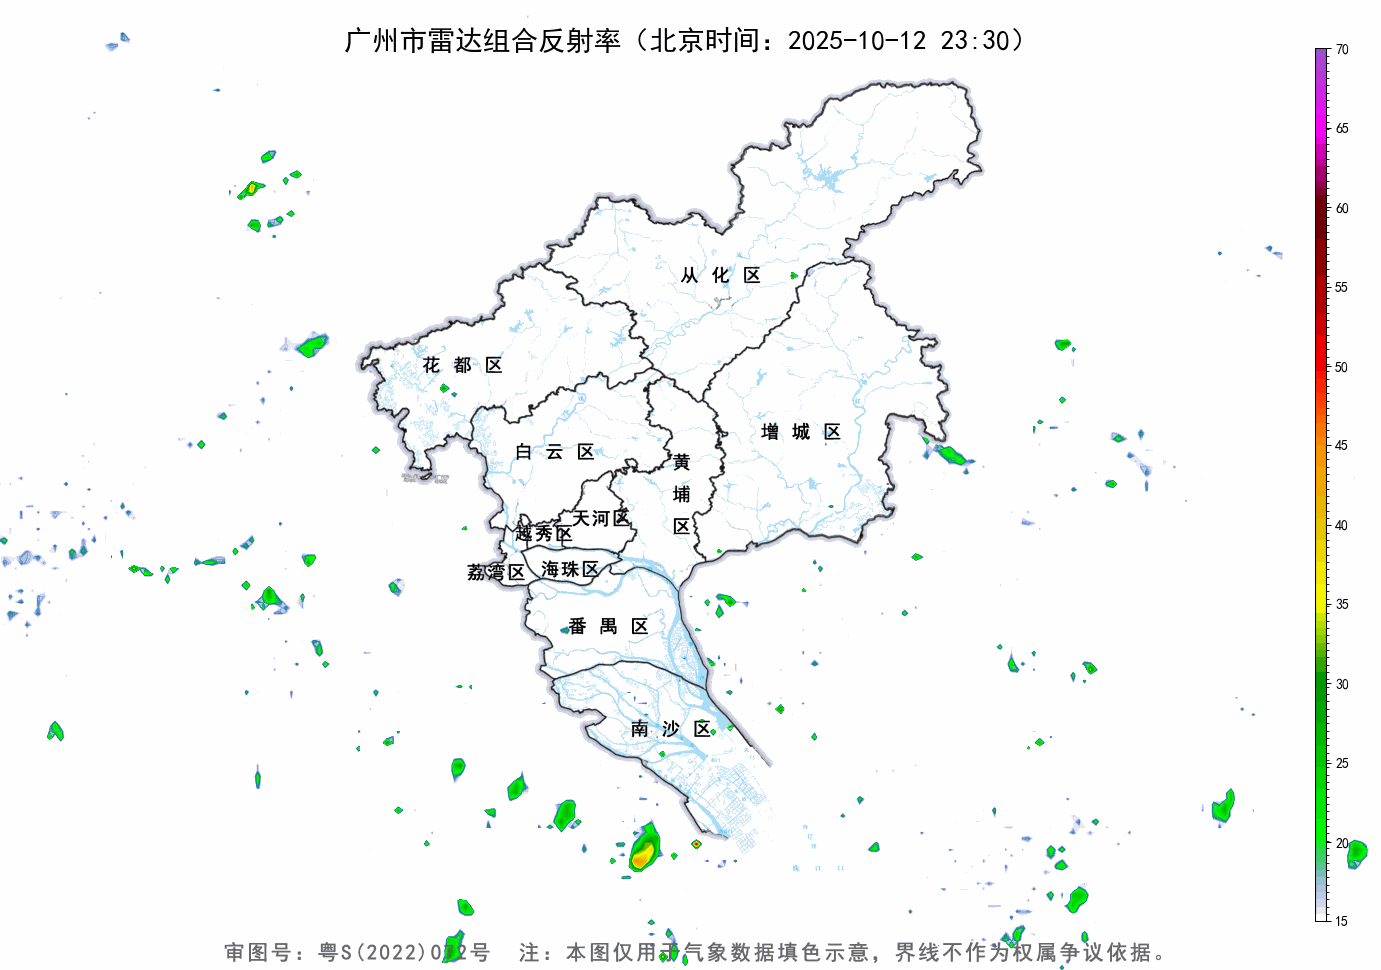 广州市雷达组合反射率（北京时间：2025-10-12 23:30）
70
65
60
55
50
45
40
35
30
25
20
15
从化区
花都区
增城区
白云区
黄埔区
天河区
越秀区
荔湾区
海珠区
番禺区
南沙区
审图号：粤S(2022)032号 注：本图仅用于气象数据填色示意，界线不作为权属争议依据。